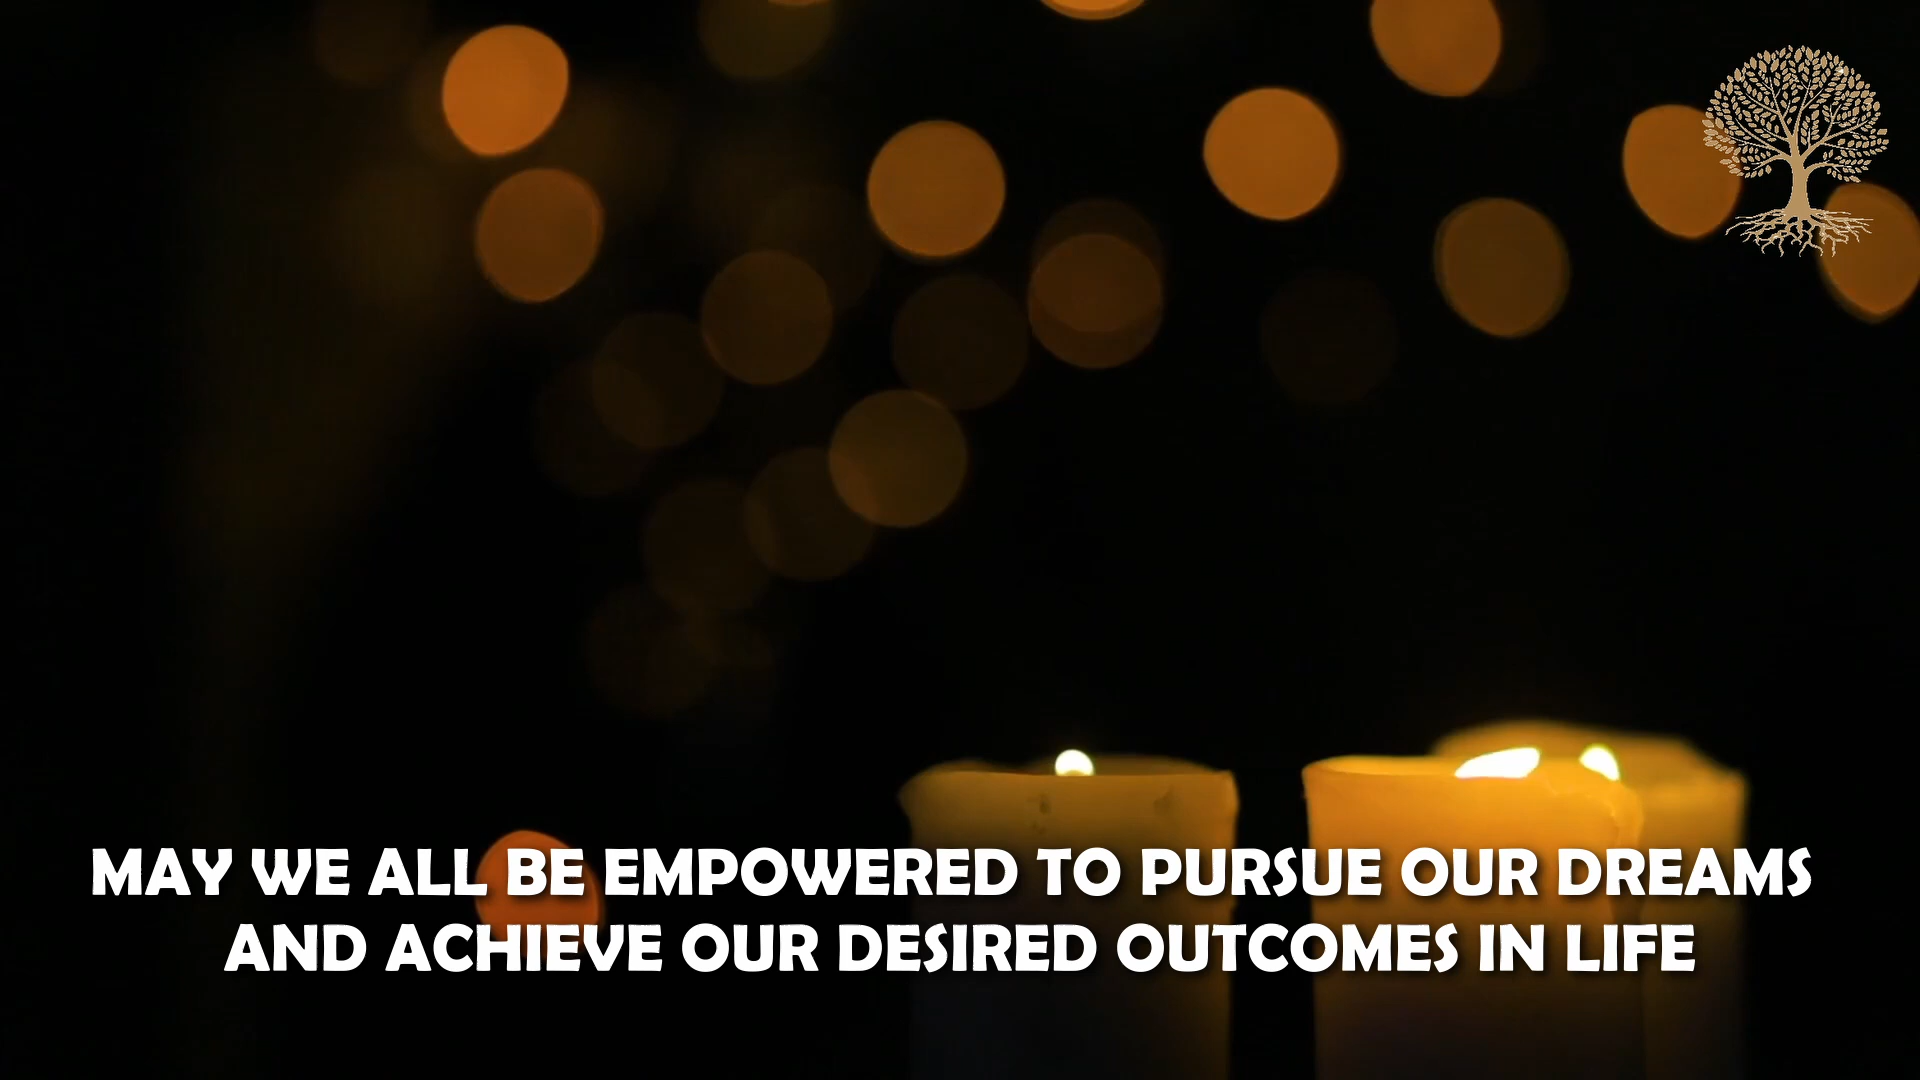 MAY WE ALL BE EMPOWERED TO PURSUE OUR DREAMS
AND ACHIEVE OUR DESIRED OUTCOMES IN LIFE